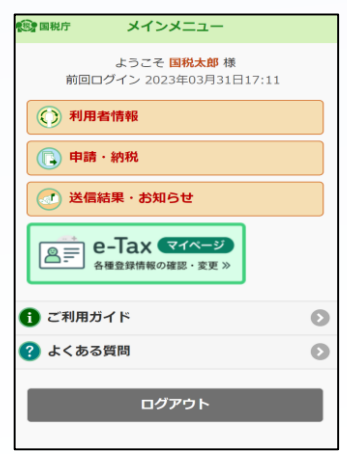 国税庁 メインメニュー
ようこそ 国税太郎 様
前回ログイン 2023年03月31日17:11
利用者情報
申請・納税
送信結果・お知らせ
e-Tax マイページ
各種登録情報の確認・変更 »
ご利用ガイド
よくある質問
ログアウト